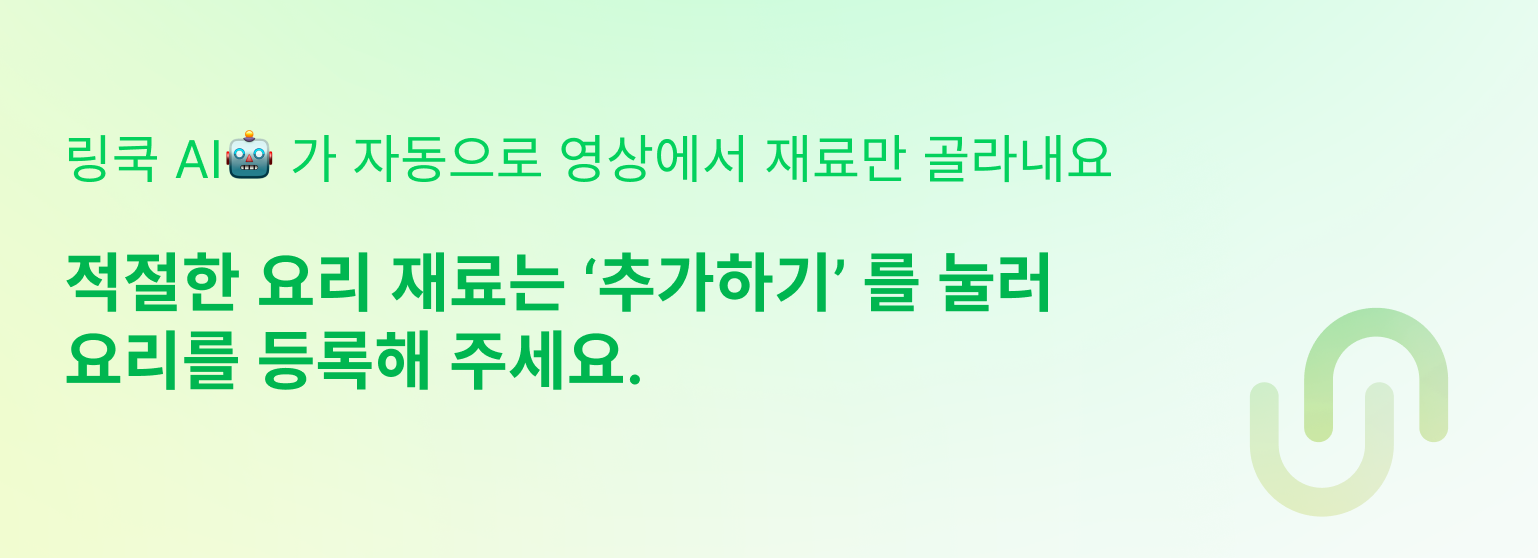 링쿡 AI🤖 가 자동으로 영상에서 재료만 골라내요
적절한 요리 재료는 ‘추가하기’ 를 눌러
요리를 등록해 주세요.